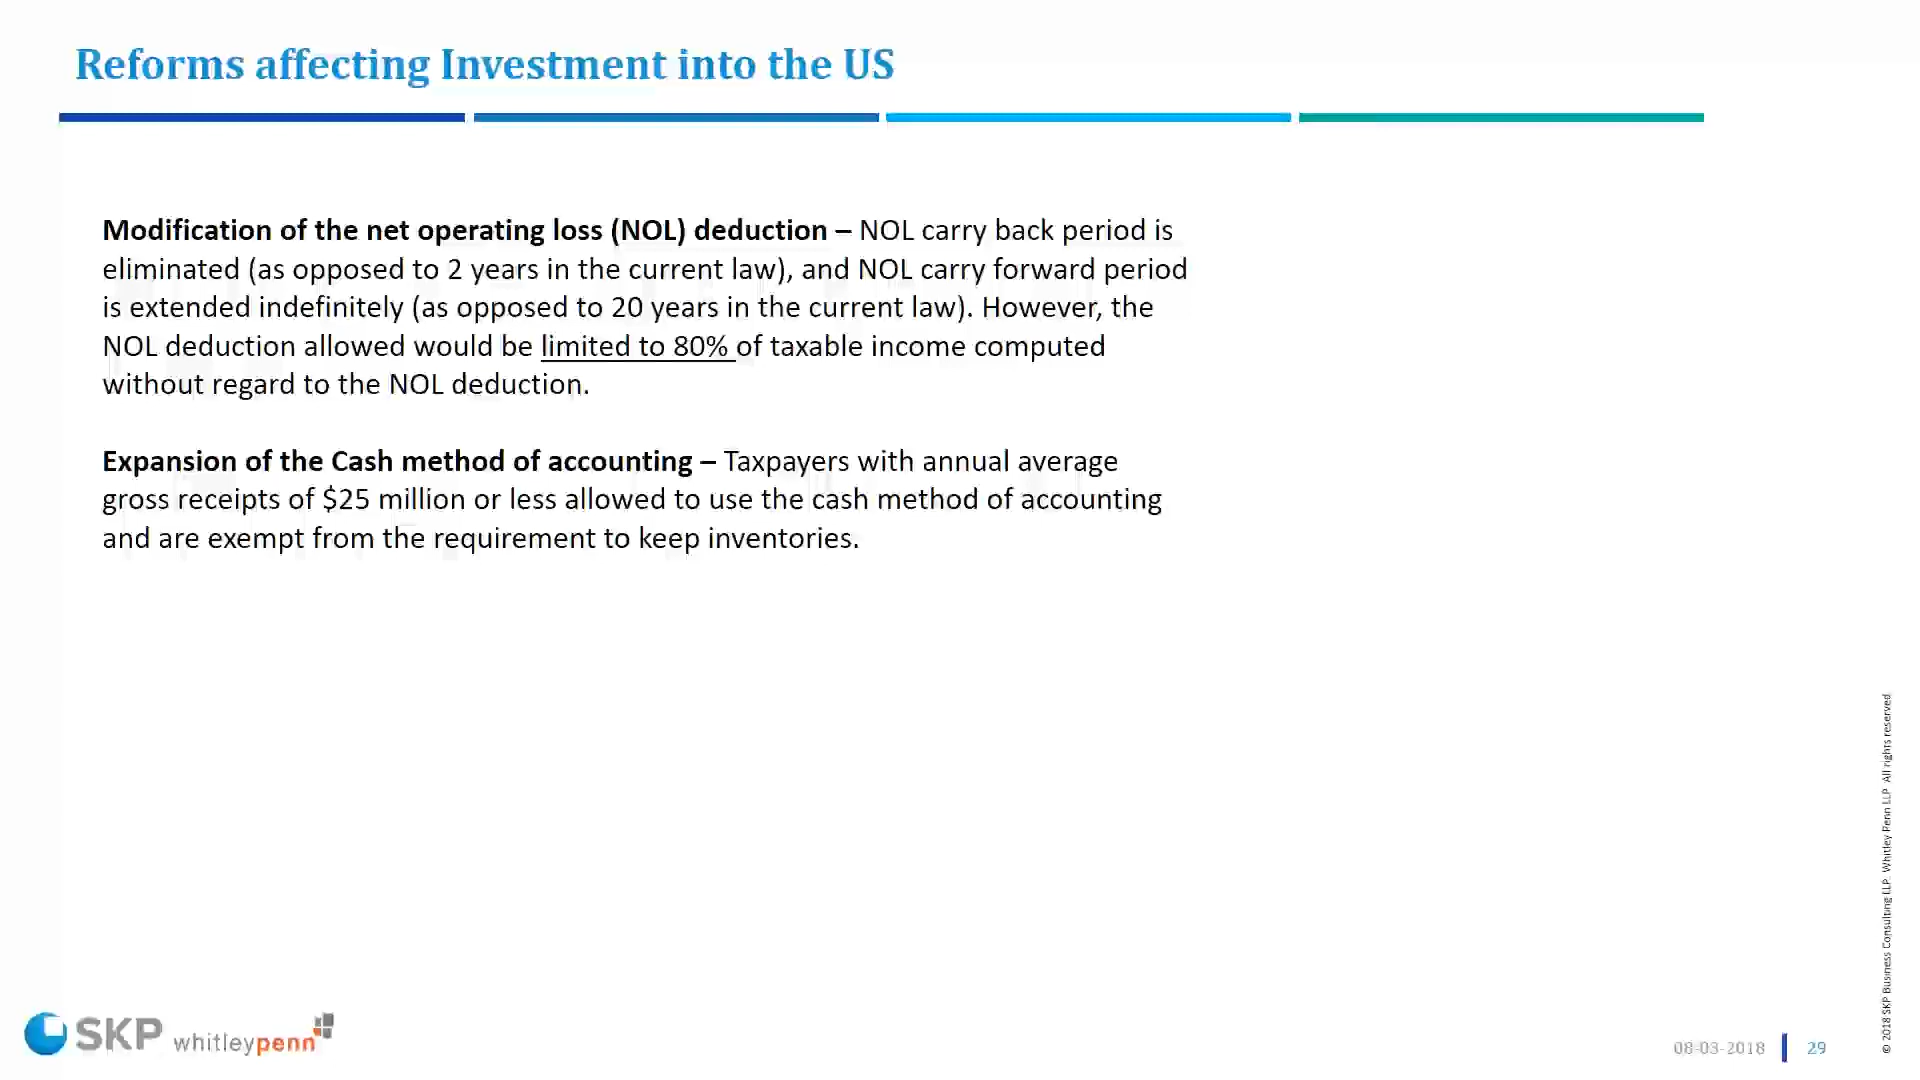 Reforms affecting Investment into the US
Modification of the net operating loss (NOL) deduction – NOL carry back period is
eliminated (as opposed to 2 years in the current law), and NOL carry forward period
is extended indefinitely (as opposed to 20 years in the current law). However, the
NOL deduction allowed would be limited to 80% of taxable income computed
without regard to the NOL deduction.
Expansion of the Cash method of accounting – Taxpayers with annual average
gross receipts of $25 million or less allowed to use the cash method of accounting
and are exempt from the requirement to keep inventories.
© 2018 SKP Business Consulting LLP. Whitley Penn LLP All rights reserved
SKP whitleypenn
08-03-2018 29